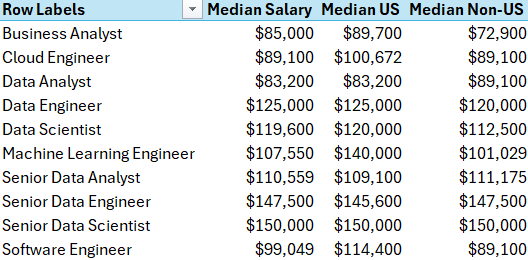 Row Labels Median Salary Median US Median Non-US
Business Analyst $85,000 $89,700 $72,900
Cloud Engineer $89,100 $100,672 $89,100
Data Analyst $83,200 $83,200 $89,100
Data Engineer $125,000 $125,000 $120,000
Data Scientist $119,600 $120,000 $112,500
Machine Learning Engineer $107,550 $140,000 $101,029
Senior Data Analyst $110,559 $109,100 $111,175
Senior Data Engineer $147,500 $145,600 $147,500
Senior Data Scientist $150,000 $150,000 $150,000
Software Engineer $99,049 $114,400 $89,100